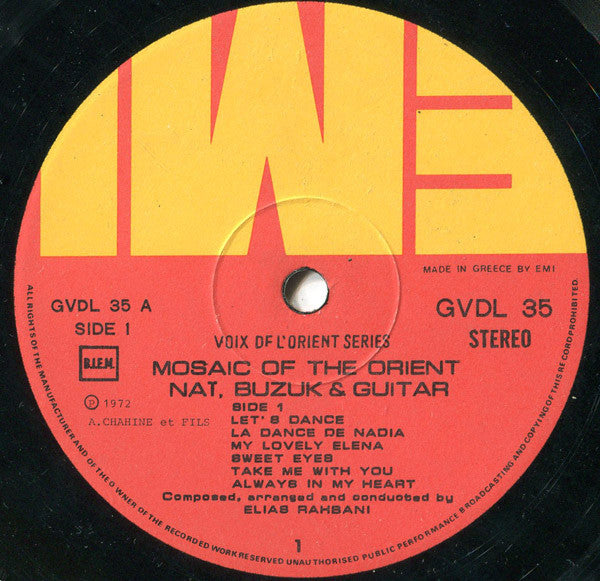 EMI
MADE IN GREECE BY EMI
GVDL 35 A
SIDE 1
GVDL 35
STEREO
B.I.E.M.
VOIX DF L'ORIENT SERIES
MOSAIC OF THE ORIENT
NAT, BUZUK & GUITAR
℗ 1972
A.CHAHINE et FILS
SIDE 1
LET'S DANCE
LA DANCE DE NADIA
MY LOVELY ELENA
SWEET EYES
TAKE ME WITH YOU
ALWAYS IN MY HEART
Composed, arranged and conducted by
ELIAS RAHBANI
1
ALL RIGHTS OF THE MANUFACTURER AND OF THE OWNER OF THE RECORDED WORK RESERVED UNAUTHORISED PUBLIC PERFORMANCE BROADCASTING AND COPYING OF THIS RECORD PROHIBITED.